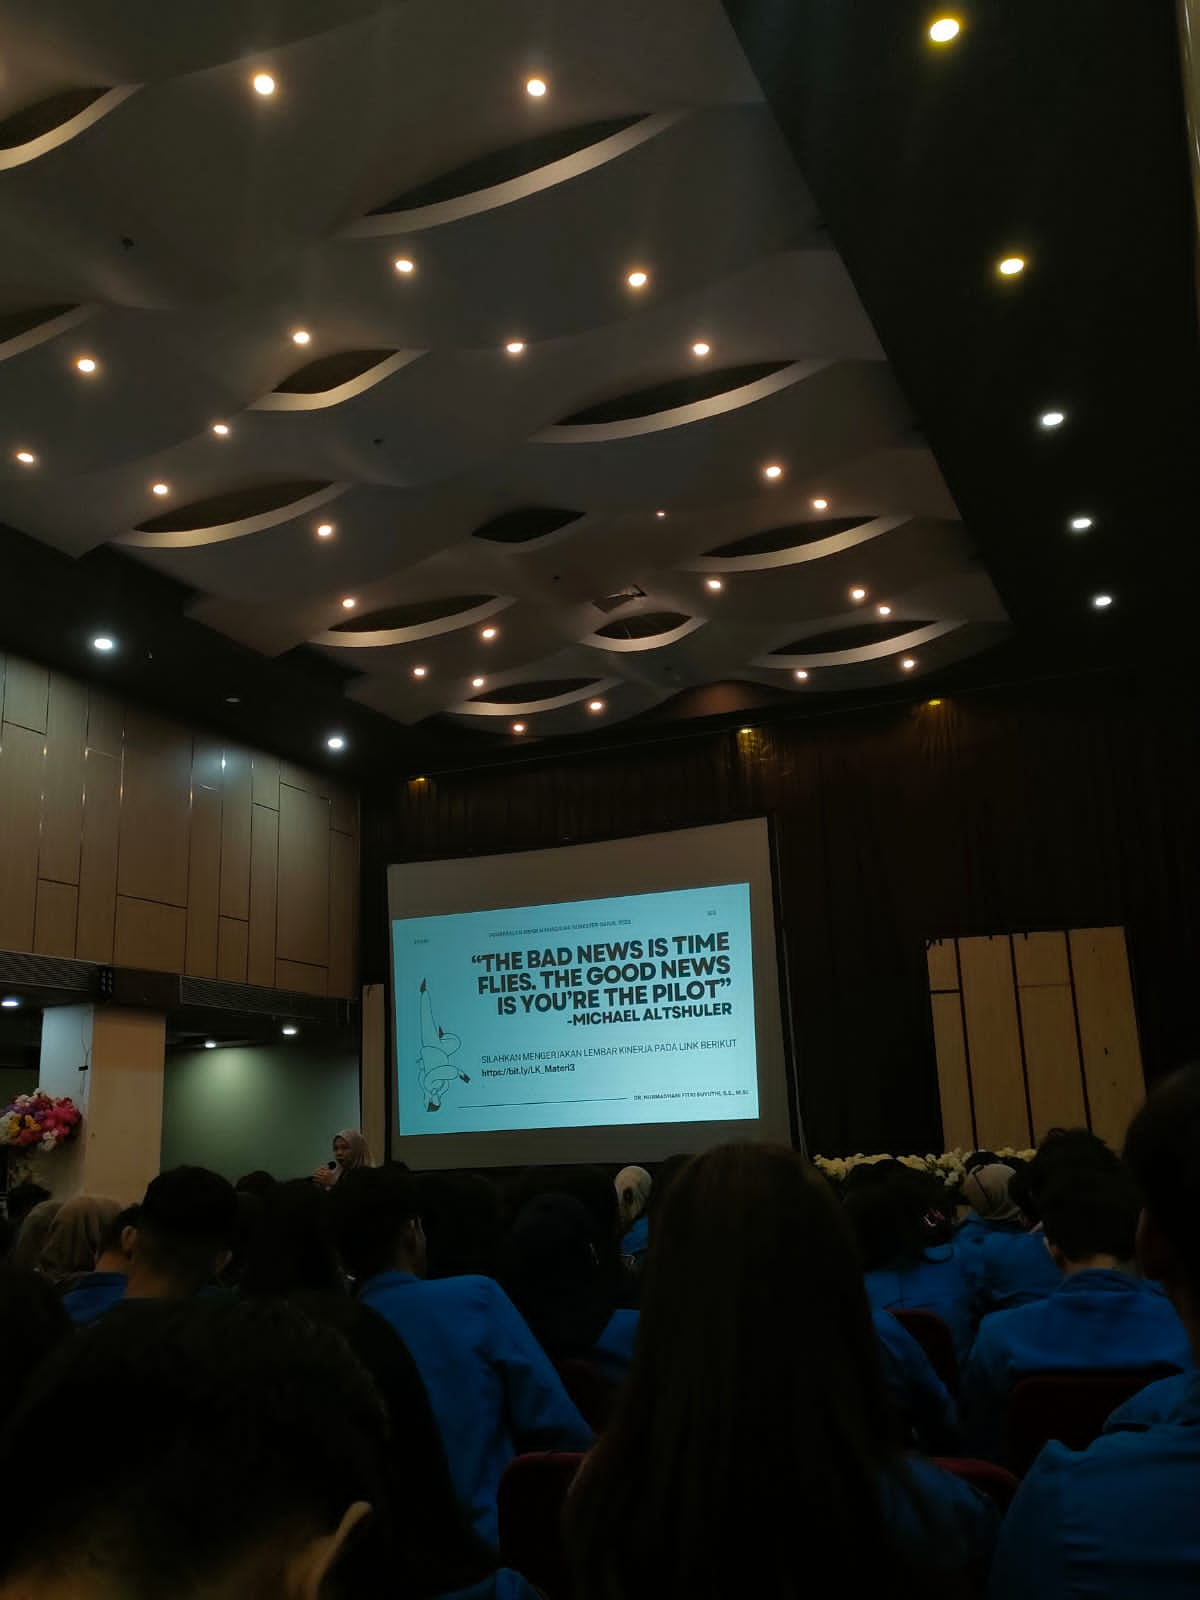 “THE BAD NEWS IS TIME
FLIES. THE GOOD NEWS
IS YOU’RE THE PILOT”
-MICHAEL ALTSHULER
SILAHKAN MENGERJAKAN LEMBAR KINERJA PADA LINK BERIKUT
https://bit.ly/LK_Materi3